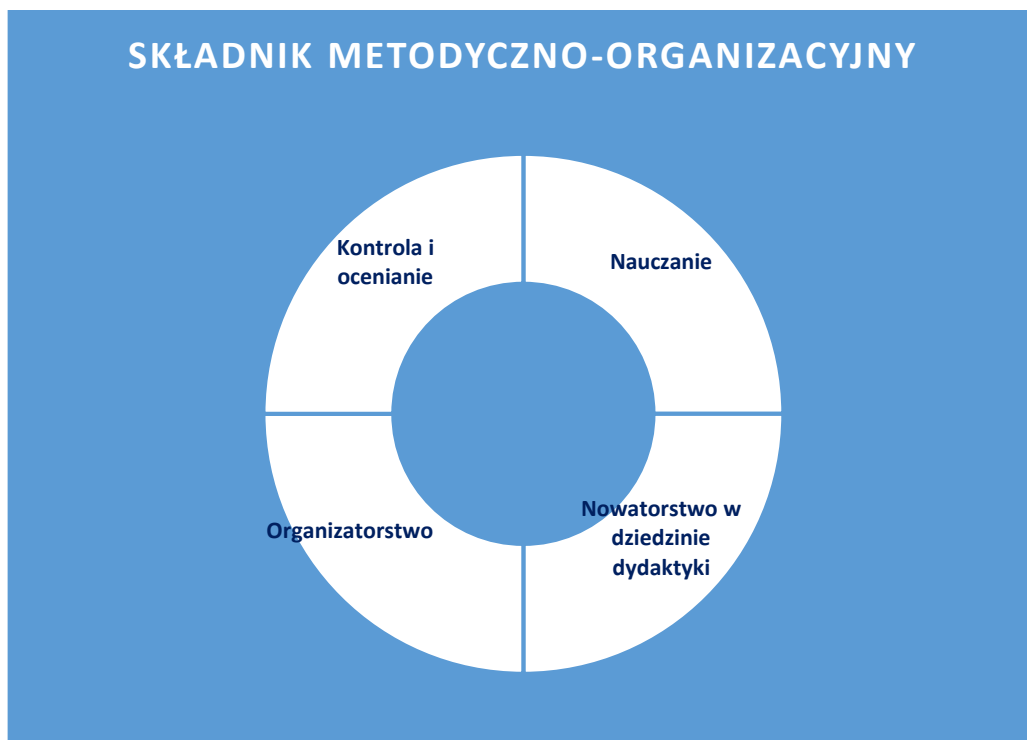 SKŁADNIK METODYCZNO-ORGANIZACYJNY
Kontrola i
ocenianie
Nauczanie
Organizatorstwo
Nowatorstwo w
dziedzinie
dydaktyki